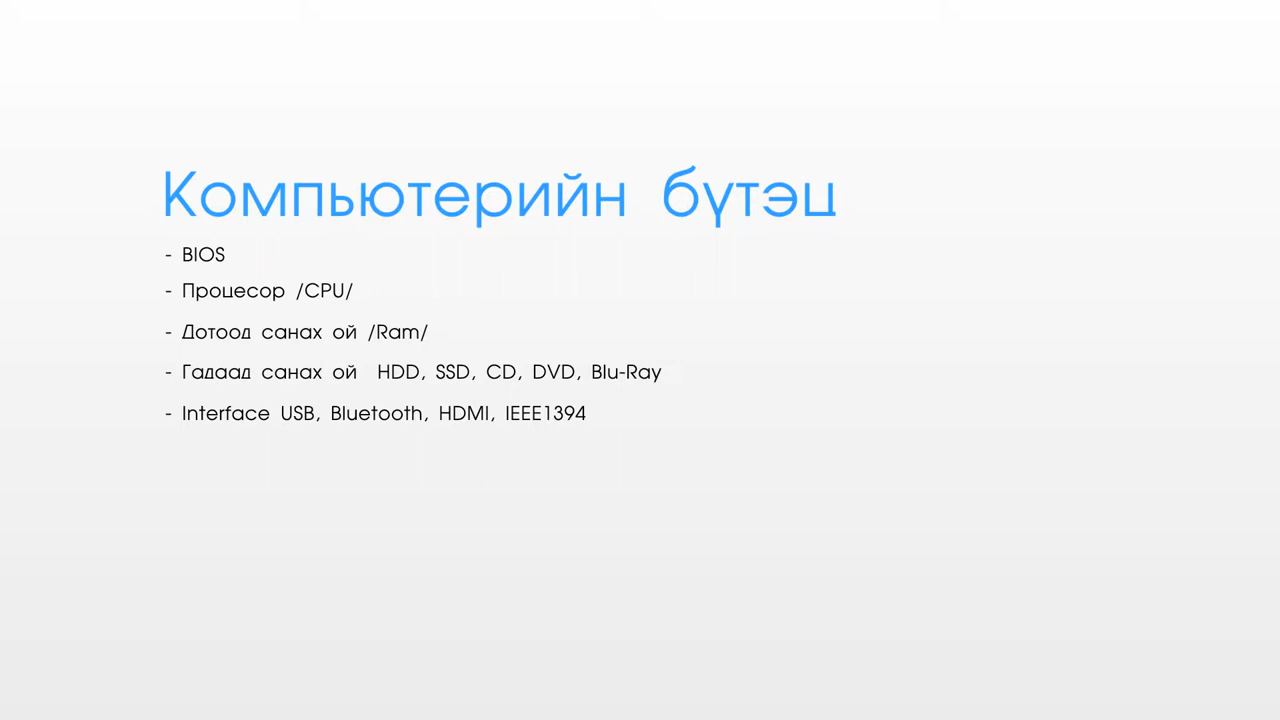 Компьютерийн бүтэц
- BIOS
- Процесор /CPU/
- Дотоод санах ой /Ram/
- Гадаад санах ой HDD, SSD, CD, DVD, Blu-Ray
- Interface USB, Bluetooth, HDMI, IEEE1394